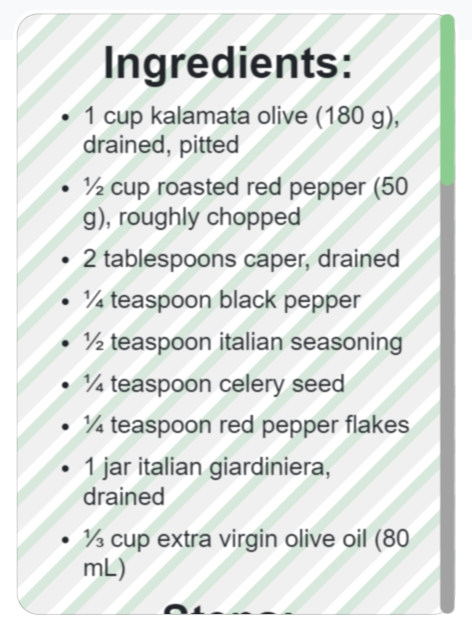 Ingredients:
• 1 cup kalamata olive (180 g),
drained, pitted
• ½ cup roasted red pepper (50
g), roughly chopped
• 2 tablespoons caper, drained
• ¼ teaspoon black pepper
• ½ teaspoon italian seasoning
• ¼ teaspoon celery seed
• ¼ teaspoon red pepper flakes
• 1 jar italian giardiniera,
drained
• ⅓ cup extra virgin olive oil (80
mL)
Steps: